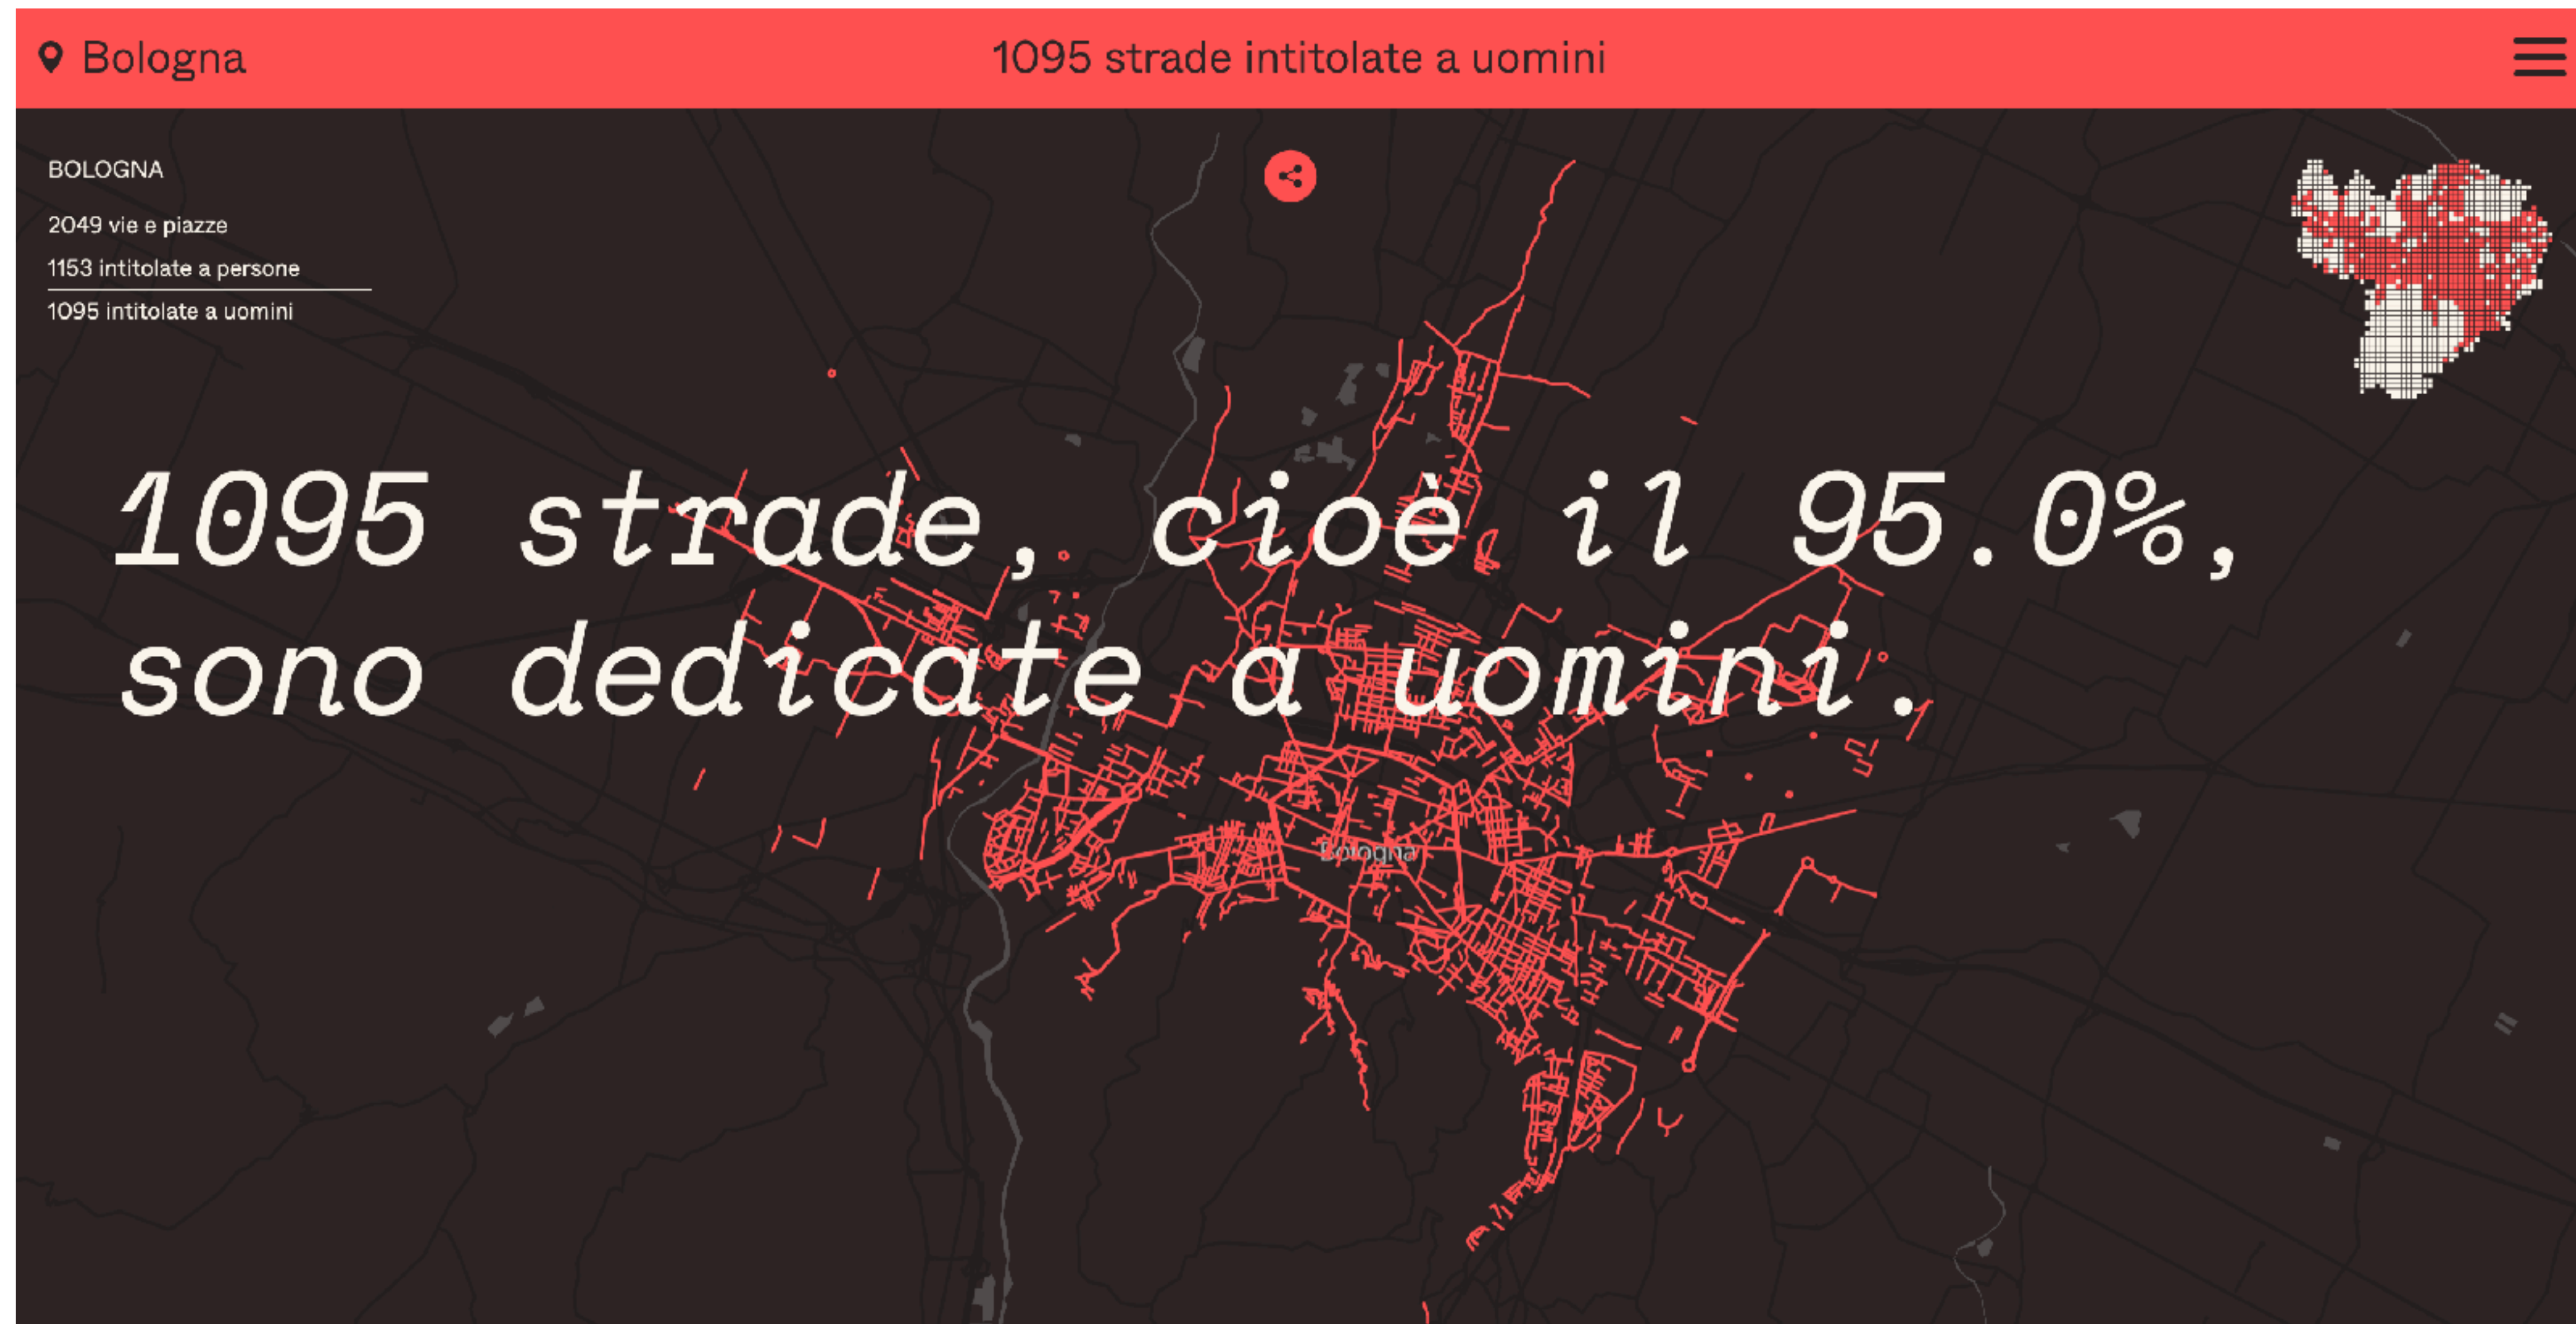 Bologna
1095 strade intitolate a uomini
BOLOGNA
2049 vie e piazze
1153 intitolate a persone
1095 intitolate a uomini
1095 strade, cioè il 95.0%,
sono dedicate a uomini.
Bologna